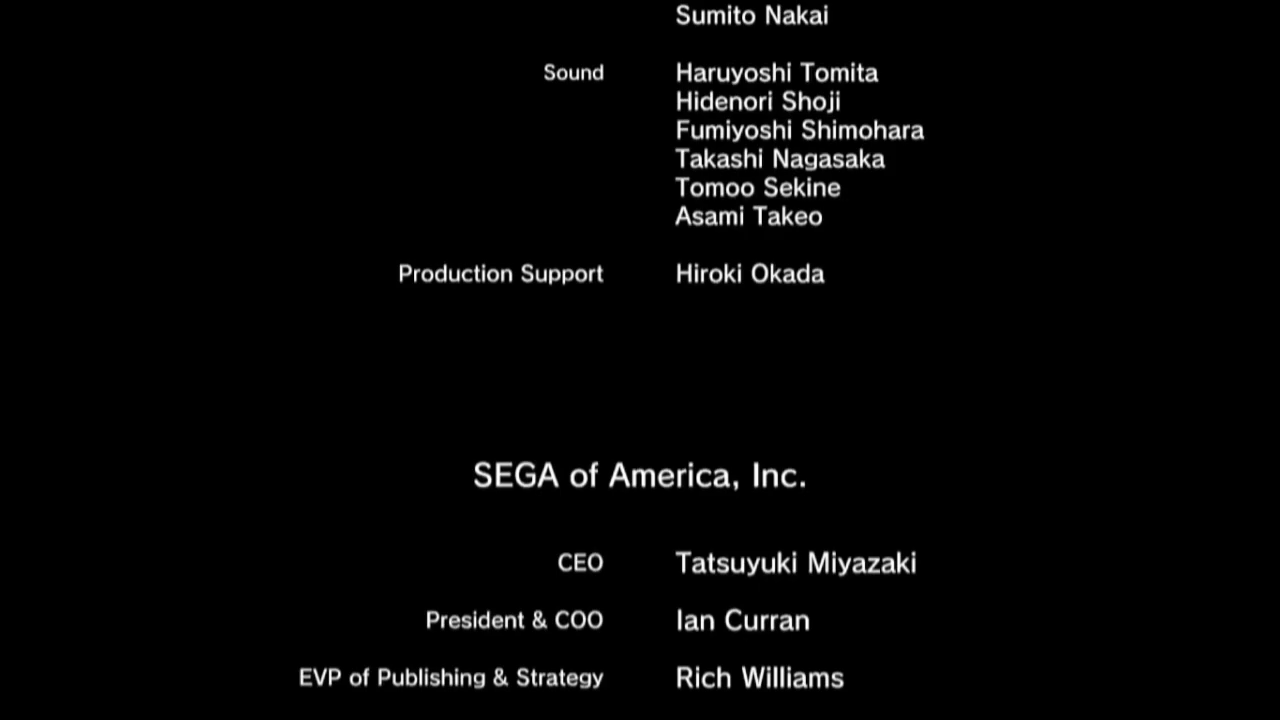 Sumito Nakai
Sound Haruyoshi Tomita
Hidenori Shoji
Fumiyoshi Shimohara
Takashi Nagasaka
Tomoo Sekine
Asami Takeo
Production Support Hiroki Okada
SEGA of America, Inc.
CEO Tatsuyuki Miyazaki
President & COO Ian Curran
EVP of Publishing & Strategy Rich Williams